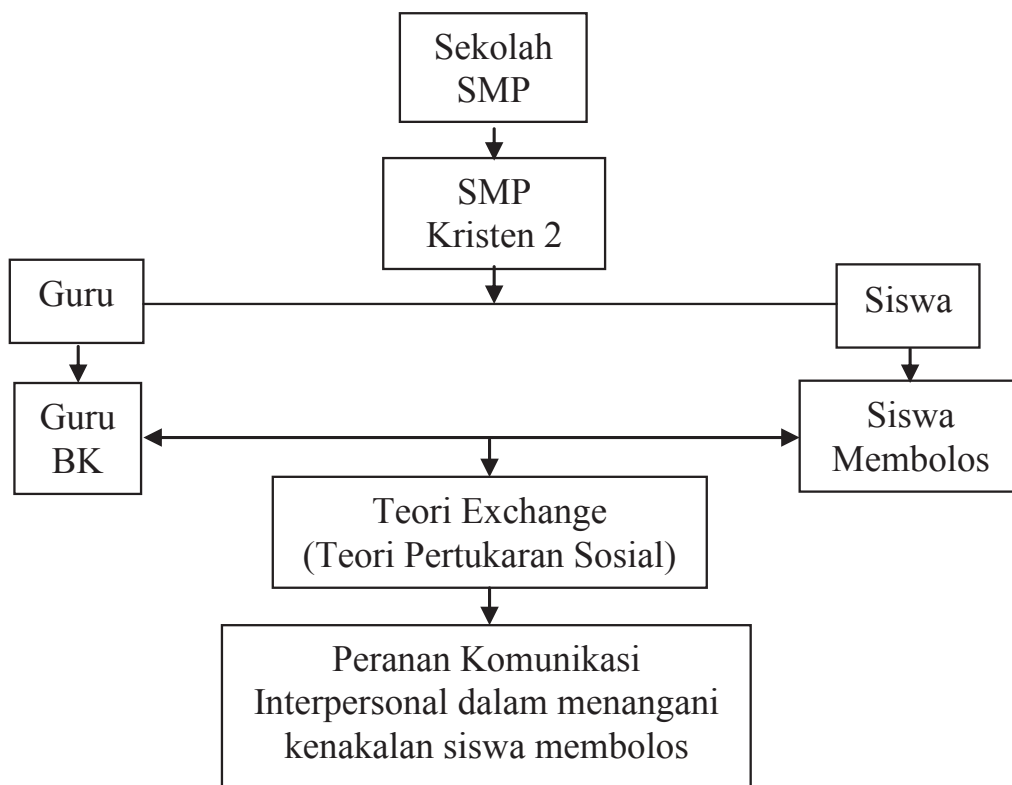 Sekolah
SMP
SMP
Kristen 2
Guru
Siswa
Guru
BK
Siswa
Membolos
Teori Exchange
(Teori Pertukaran Sosial)
Peranan Komunikasi
Interpersonal dalam menangani
kenakalan siswa membolos